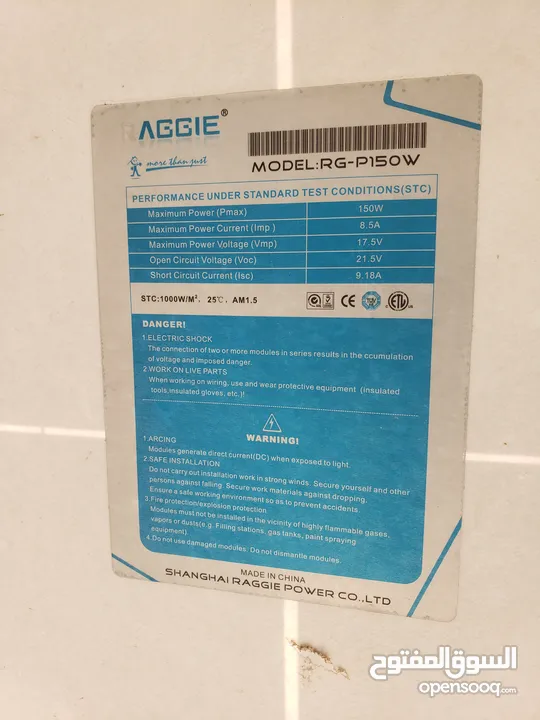 RAGGIE®
more than just
MODEL:RG-P150W
PERFORMANCE UNDER STANDARD TEST CONDITIONS(STC)
Maximum Power (Pmax) 150W
Maximum Power Current (Imp ) 8.5A
Maximum Power Voltage (Vmp) 17.5V
Open Circuit Voltage (Voc) 21.5V
Short Circuit Current (Isc) 9.18A
STC:1000W/M², 25℃, AM1.5
CE
ETL
DANGER!
1.ELECTRIC SHOCK
The connection of two or more modules in series results in the ccumulation
of voltage and imposed danger.
2.WORK ON LIVE PARTS
When working on wiring, use and wear protective equipment (insulated
tools,insulated gloves, etc.)!
WARNING!
1.ARCING
Modules generate direct current(DC) when exposed to light.
2.SAFE INSTALLATION
Do not carry out installation work in strong winds. Secure yourself and other
persons against felling. Secure work materials against dropping.
Ensure a safe working environment so as to prevent accidents.
3.Fire protection/explosion protection
Modules must not be installed in the vicinity of highly flammable gases,
vapors or dusts(e.g. Filling stations, gas tanks, paint spraying
equipment)
4.Do not use damaged modules. Do not dismantle modules.
MADE IN CHINA
SHANGHAI RAGGIE POWER CO.,LTD
السوق المفتوح
opensooq.com